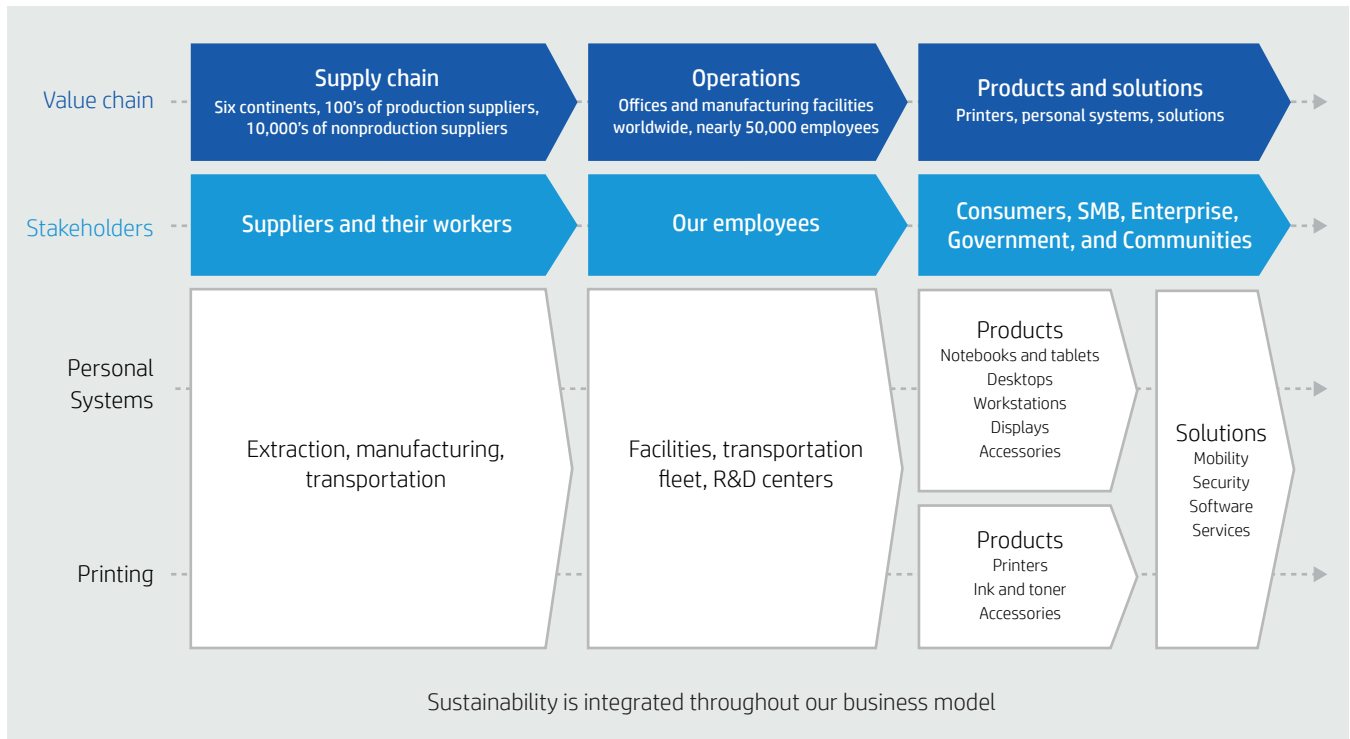 Value chain
Supply chain
Six continents, 100's of production suppliers,
10,000's of nonproduction suppliers
Operations
Offices and manufacturing facilities
worldwide, nearly 50,000 employees
Products and solutions
Printers, personal systems, solutions
Stakeholders
Suppliers and their workers
Our employees
Consumers, SMB, Enterprise,
Government, and Communities
Personal
Systems
Printing
Extraction, manufacturing,
transportation
Facilities, transportation
fleet, R&D centers
Products
Notebooks and tablets
Desktops
Workstations
Displays
Accessories
Products
Printers
Ink and toner
Accessories
Solutions
Mobility
Security
Software
Services
Sustainability is integrated throughout our business model